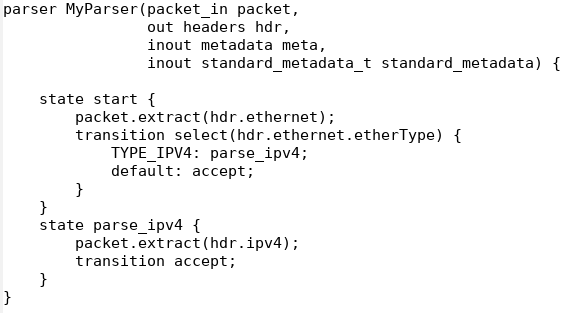 parser MyParser(packet_in packet,
                out headers hdr,
                inout metadata meta,
                inout standard_metadata_t standard_metadata) {

    state start {
        packet.extract(hdr.ethernet);
        transition select(hdr.ethernet.etherType) {
            TYPE_IPV4: parse_ipv4;
            default: accept;
        }
    }
    state parse_ipv4 {
        packet.extract(hdr.ipv4);
        transition accept;
    }
}